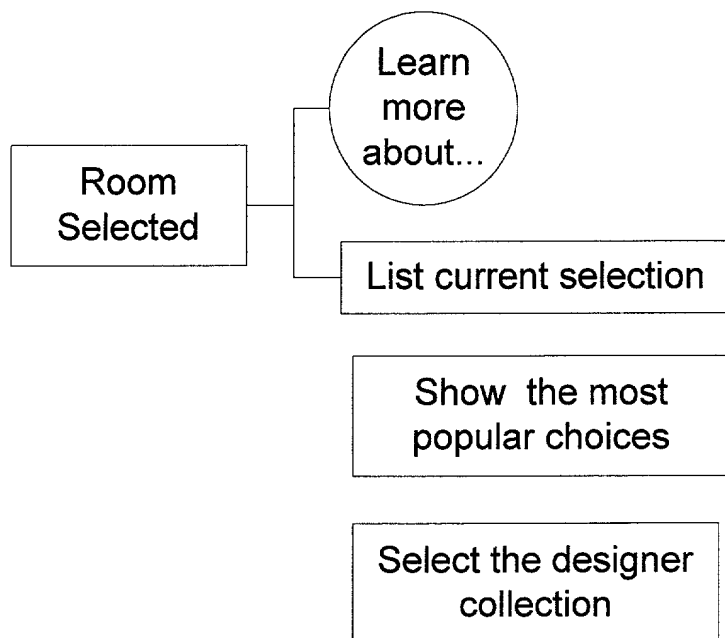 Learn
more
about...
Room
Selected
List current selection
Show the most
popular choices
Select the designer
collection